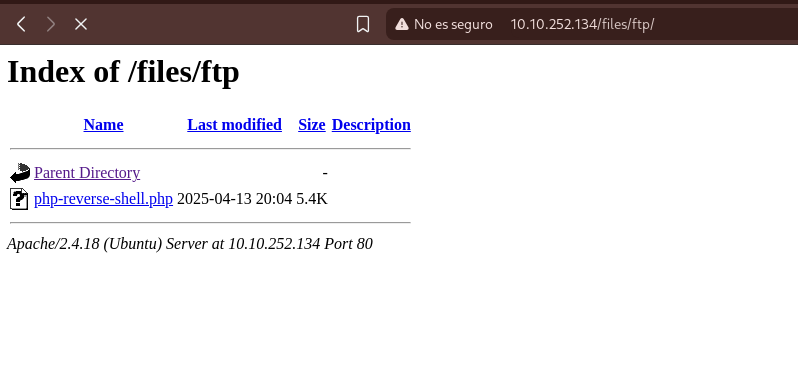 No es seguro 10.10.252.134/files/ftp/
Index of /files/ftp
Name Last modified Size Description
Parent Directory -
php-reverse-shell.php 2025-04-13 20:04 5.4K
Apache/2.4.18 (Ubuntu) Server at 10.10.252.134 Port 80